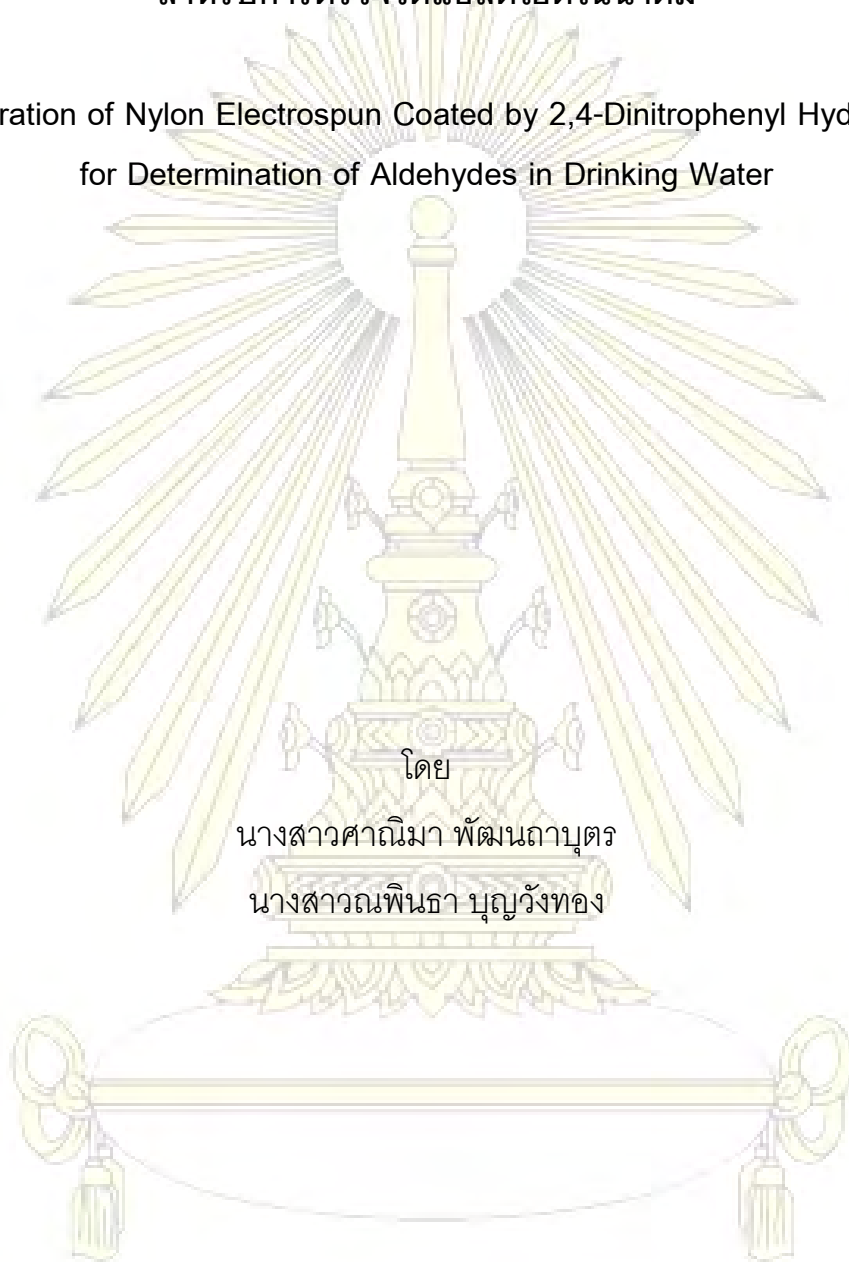 ration of Nylon Electrospun Coated by 2,4-Dinitrophenyl Hyd
for Determination of Aldehydes in Drinking Water
โดย
นางสาวศาณิมา พัฒนถาบุตร
นางสาวณพินธา บุญวังทอง